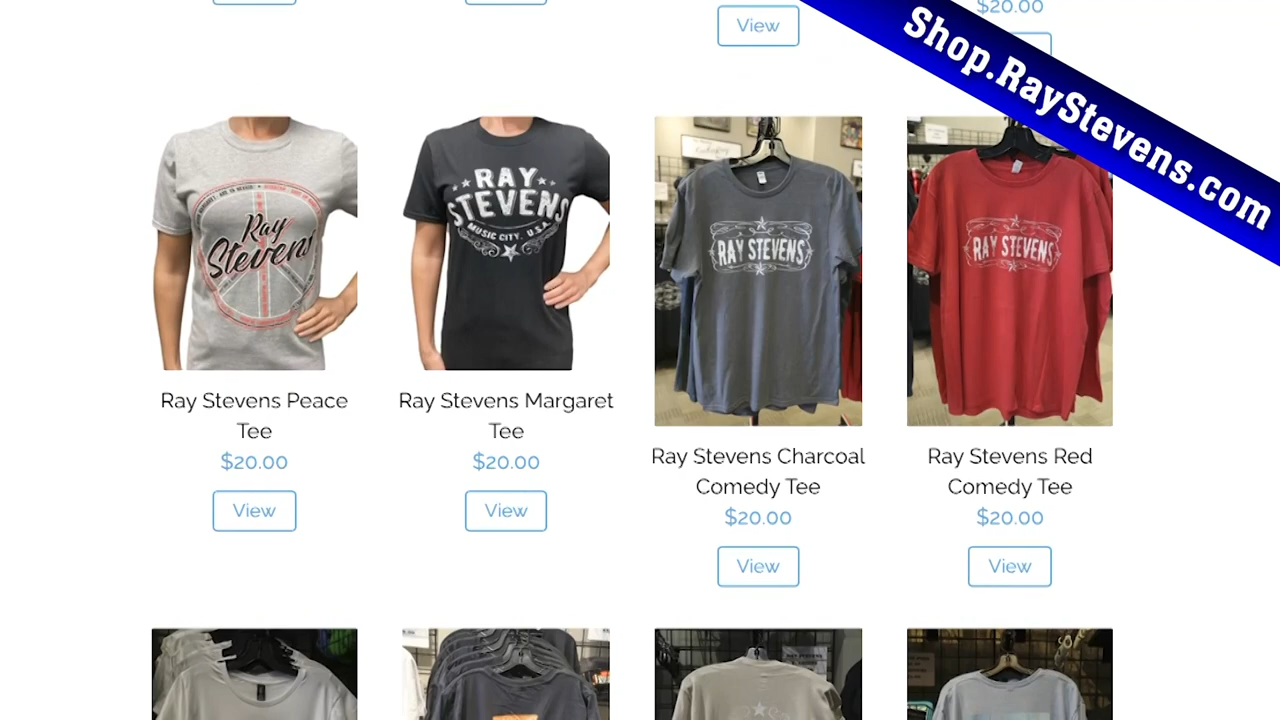 $20.00
View
Shop.RayStevens.com
Ray
Stevens
RAY
STEVENS
MUSIC CITY, U.S.A.
RAY STEVENS
RAY STEVENS
Ray Stevens Peace
Tee
$20.00
View
Ray Stevens Margaret
Tee
$20.00
View
Ray Stevens Charcoal
Comedy Tee
$20.00
View
Ray Stevens Red
Comedy Tee
$20.00
View